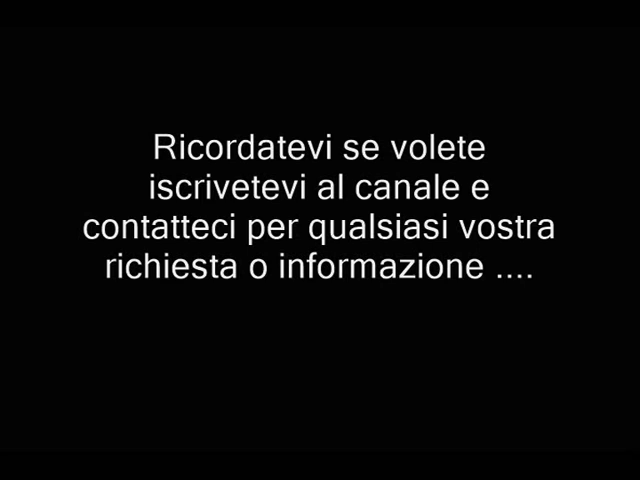 Ricordatevi se volete
iscrivetevi al canale e
contatteci per qualsiasi vostra
richiesta o informazione ....